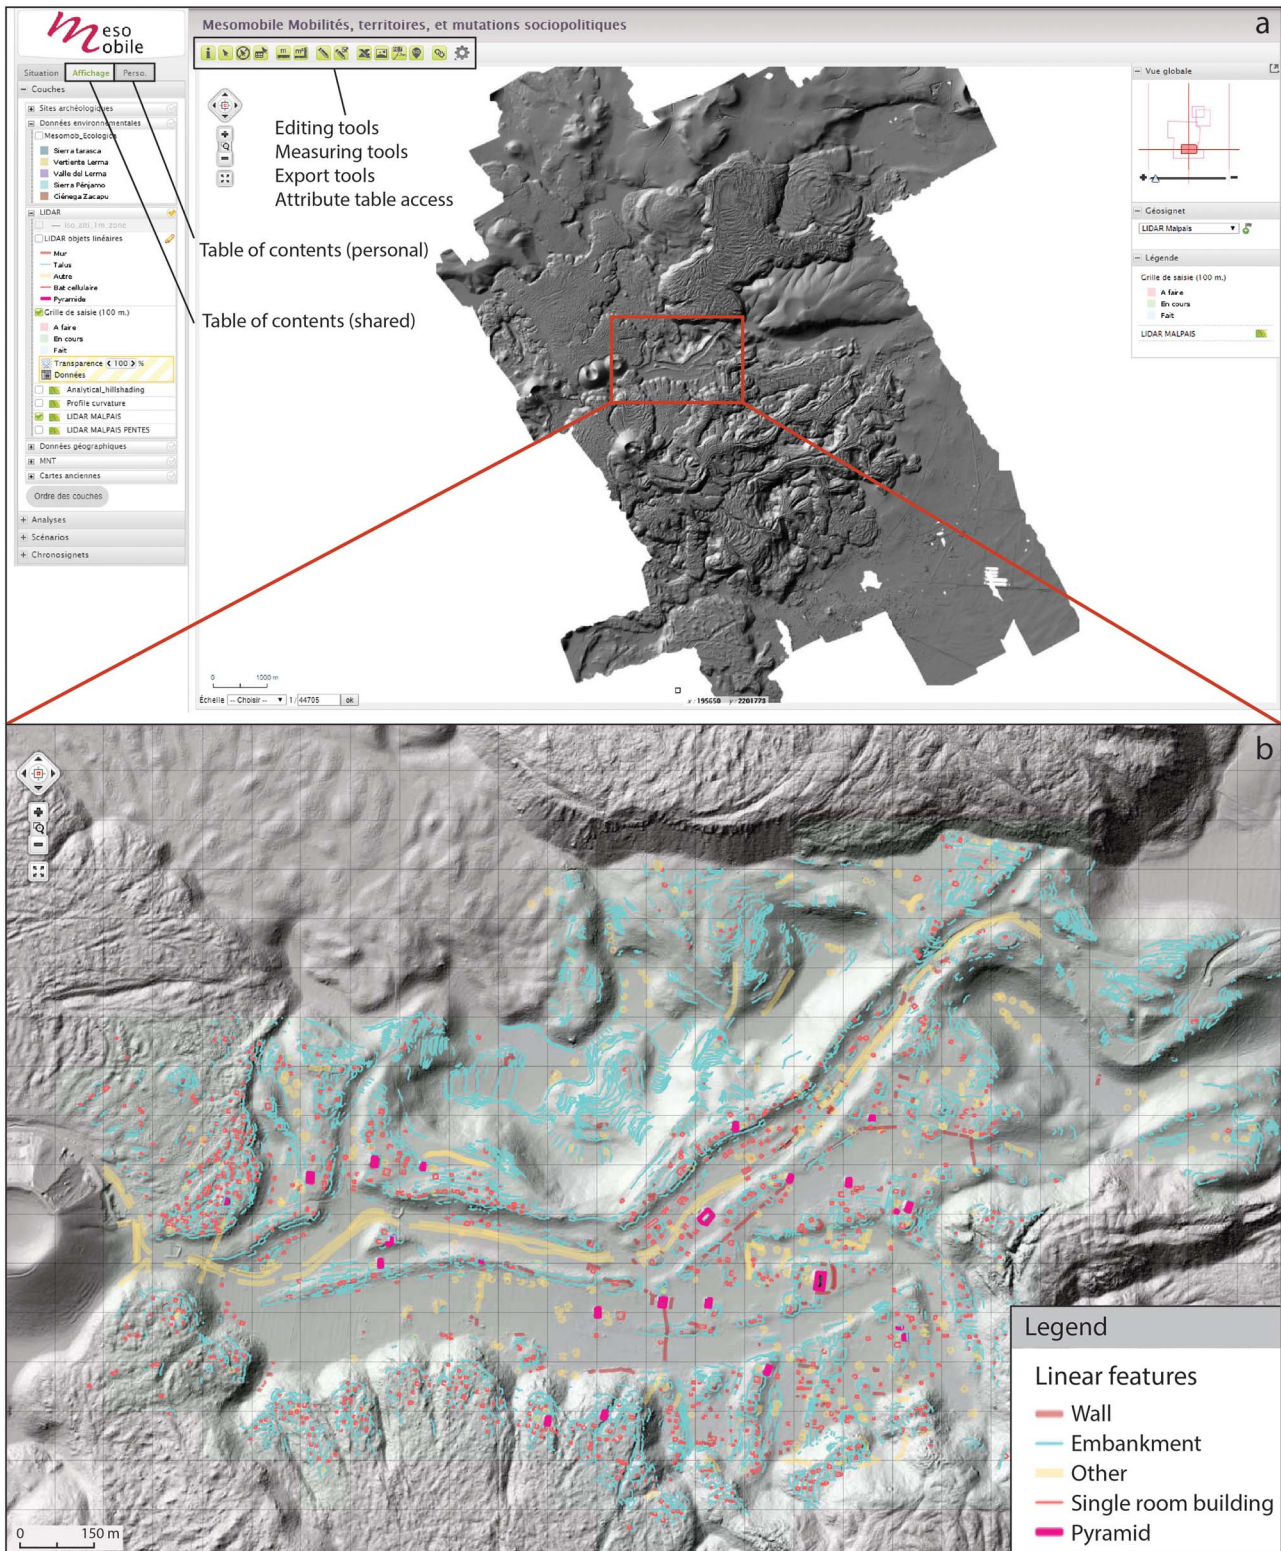 a
Meso
mobile
Mesomobile Mobilités, territoires, et mutations sociopolitiques
Situation
Affichage
Perso.
Couches
Sites archéologiques
Données environnementales
Mesomob_Ecologica
Sierra tarasca
Vertiente Lerma
Valle del Lerma
Sierra Pénjamo
Ciénega Zacapu
LIDAR
LIDAR objets linéaires
Mur
Talus
Autre
Bat cellulaire
Pyramide
Grille de saisie (100 m.)
A faire
En cours
Fait
Transparence 100 %
Données
Analytical_hillshading
Profile curvature
LIDAR MALPAIS
LIDAR MALPAIS PENTES
Données géographiques
MNT
Cartes anciennes
Ordre des couches
Analyses
Scénarios
Chronosignets
Editing tools
Measuring tools
Export tools
Attribute table access
Table of contents (personal)
Table of contents (shared)
Vue globale
Géosignet
LIDAR Malpais
Légende
Grille de saisie (100 m.)
A faire
En cours
Fait
LIDAR MALPAIS
0 1000 m
Échelle -- Choisir -- 1 / 44705 ok
x : 195650 y : 2201773
b
0 150 m
Legend
Linear features
Wall
Embankment
Other
Single room building
Pyramid